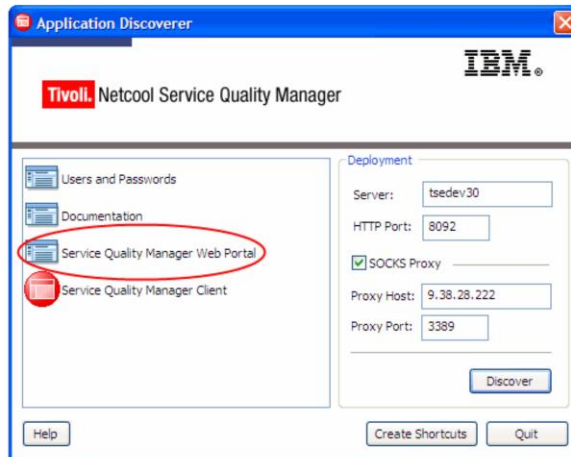 Application Discoverer
IBM®
Tivoli. Netcool Service Quality Manager
Users and Passwords
Documentation
Service Quality Manager Web Portal
Service Quality Manager Client
Deployment
Server: tsedev30
HTTP Port: 8092
SOCKS Proxy
Proxy Host: 9.38.28.222
Proxy Port: 3389
Discover
Help
Create Shortcuts
Quit